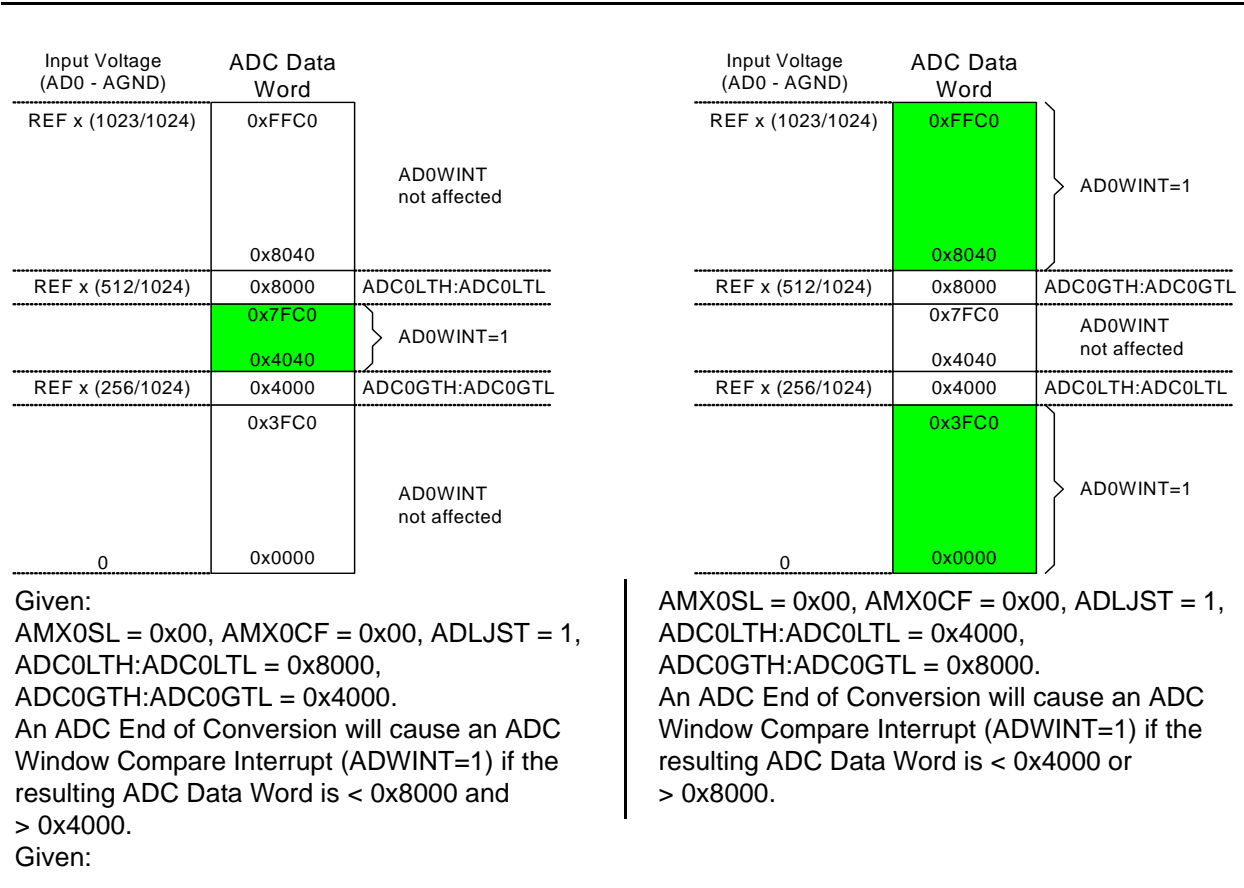 Input Voltage
(AD0 - AGND)
ADC Data
Word
REF x (1023/1024)
0xFFC0
AD0WINT
not affected
0x8040
REF x (512/1024)
0x8000
ADC0LTH:ADC0LTL
0x7FC0
AD0WINT=1
0x4040
REF x (256/1024)
0x4000
ADC0GTH:ADC0GTL
0x3FC0
AD0WINT
not affected
0
0x0000
Given:
AMX0SL = 0x00, AMX0CF = 0x00, ADLJST = 1,
ADC0LTH:ADC0LTL = 0x8000,
ADC0GTH:ADC0GTL = 0x4000.
An ADC End of Conversion will cause an ADC
Window Compare Interrupt (ADWINT=1) if the
resulting ADC Data Word is < 0x8000 and
> 0x4000.
Given:
Input Voltage
(AD0 - AGND)
ADC Data
Word
REF x (1023/1024)
0xFFC0
AD0WINT=1
0x8040
REF x (512/1024)
0x8000
ADC0GTH:ADC0GTL
0x7FC0
AD0WINT
not affected
0x4040
REF x (256/1024)
0x4000
ADC0LTH:ADC0LTL
0x3FC0
AD0WINT=1
0
0x0000
AMX0SL = 0x00, AMX0CF = 0x00, ADLJST = 1,
ADC0LTH:ADC0LTL = 0x4000,
ADC0GTH:ADC0GTL = 0x8000.
An ADC End of Conversion will cause an ADC
Window Compare Interrupt (ADWINT=1) if the
resulting ADC Data Word is < 0x4000 or
> 0x8000.